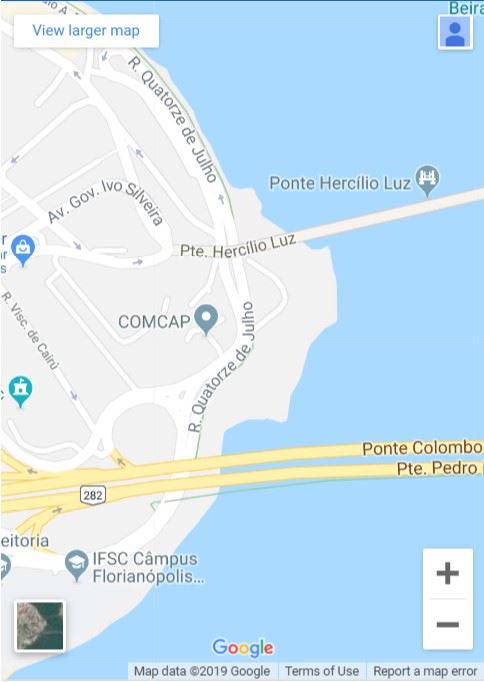 Beira
View larger map
R. Quatorze de Julho
Ponte Hercílio Luz
Av. Gov. Ivo Silveira
Pte. Hercílio Luz
R. Visc. de Cairú
COMCAP
R. Quatorze de Julho
Ponte Colombo
Pte. Pedro
282
eitoria
IFSC Câmpus
Florianópolis...
+
−
Google
Map data ©2019 Google
Terms of Use
Report a map error